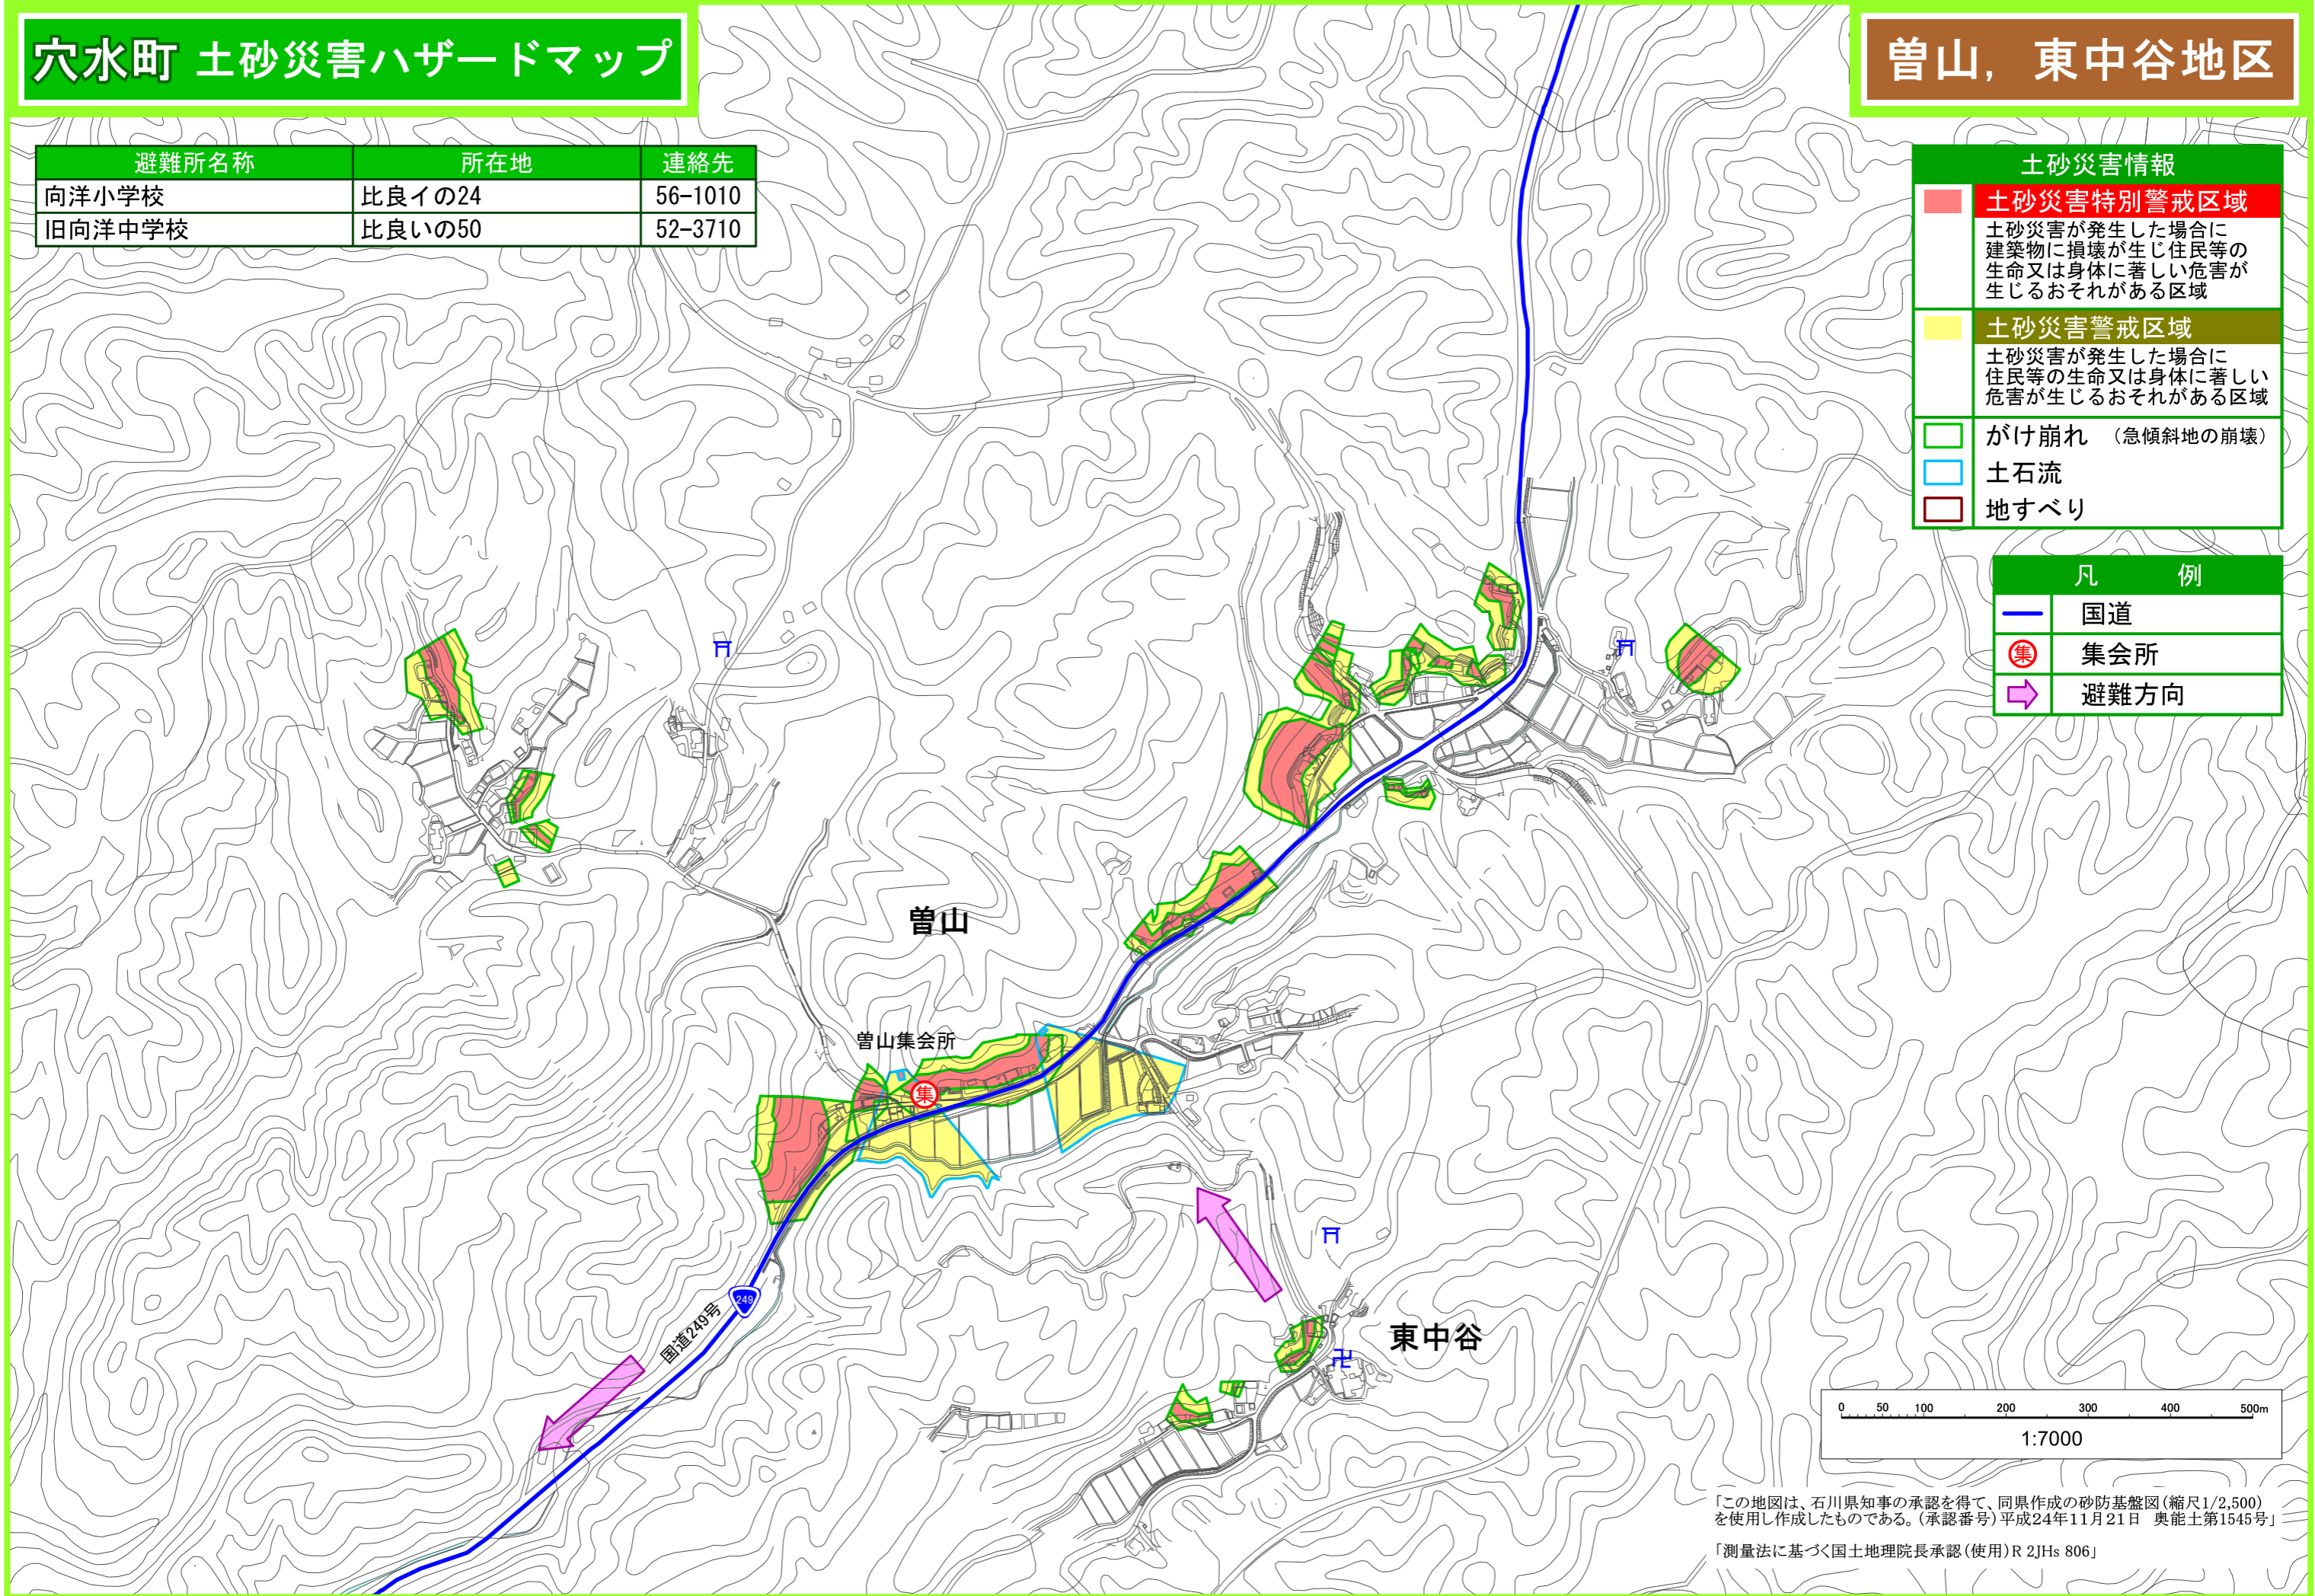 穴水町 土砂災害ハザードマップ
曽山，東中谷地区
避難所名称 所在地 連絡先
向洋小学校 比良イの24 56-1010
旧向洋中学校 比良いの50 52-3710
土砂災害情報
土砂災害特別警戒区域
土砂災害が発生した場合に
建築物に損壊が生じ住民等の
生命又は身体に著しい危害が
生じるおそれがある区域
土砂災害警戒区域
土砂災害が発生した場合に
住民等の生命又は身体に著しい
危害が生じるおそれがある区域
がけ崩れ （急傾斜地の崩壊）
土石流
地すべり
凡 例
国道
集 集会所
避難方向
曽山
曽山集会所
集
249
国道249号
東中谷
0 50 100 200 300 400 500m
1:7000
「この地図は、石川県知事の承認を得て、同県作成の砂防基盤図（縮尺1/2,500）
を使用し作成したものである。（承認番号）平成24年11月21日 奥能土第1545号」
「測量法に基づく国土地理院長承認（使用）R 2JHs 806」